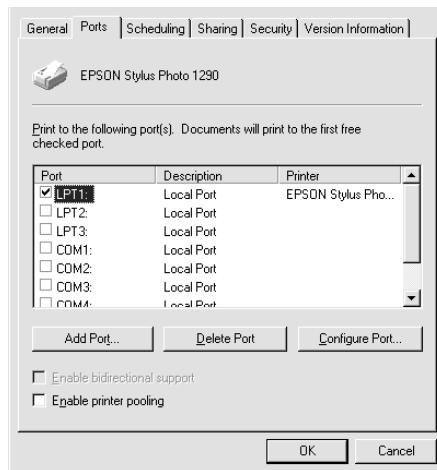 General Ports Scheduling Sharing Security Version Information
EPSON Stylus Photo 1290
Print to the following port(s). Documents will print to the first free
checked port.
Port Description Printer
LPT1: Local Port EPSON Stylus Pho...
LPT2: Local Port
LPT3: Local Port
COM1: Local Port
COM2: Local Port
COM3: Local Port
COM4: Local Port
Add Port... Delete Port Configure Port...
Enable bidirectional support
Enable printer pooling
OK Cancel